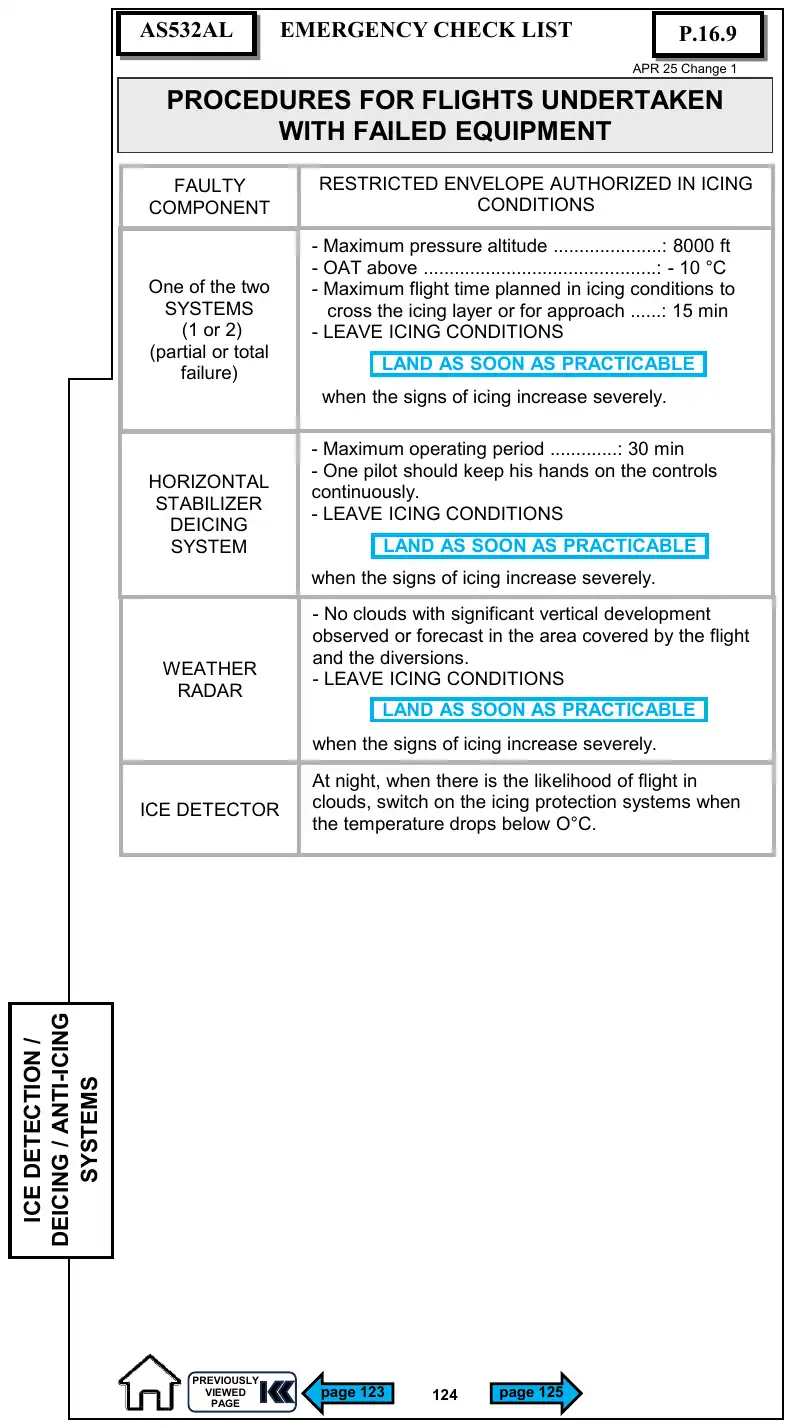 AS532AL
EMERGENCY CHECK LIST
P.16.9
APR 25 Change 1
PROCEDURES FOR FLIGHTS UNDERTAKEN
WITH FAILED EQUIPMENT
FAULTY
COMPONENT
RESTRICTED ENVELOPE AUTHORIZED IN ICING
CONDITIONS
One of the two
SYSTEMS
(1 or 2)
(partial or total
failure)
- Maximum pressure altitude .....................: 8000 ft
- OAT above .............................................: - 10 °C
- Maximum flight time planned in icing conditions to
cross the icing layer or for approach ......: 15 min
- LEAVE ICING CONDITIONS
LAND AS SOON AS PRACTICABLE
when the signs of icing increase severely.
HORIZONTAL
STABILIZER
DEICING
SYSTEM
- Maximum operating period .............: 30 min
- One pilot should keep his hands on the controls
continuously.
- LEAVE ICING CONDITIONS
LAND AS SOON AS PRACTICABLE
when the signs of icing increase severely.
WEATHER
RADAR
- No clouds with significant vertical development
observed or forecast in the area covered by the flight
and the diversions.
- LEAVE ICING CONDITIONS
LAND AS SOON AS PRACTICABLE
when the signs of icing increase severely.
ICE DETECTOR
At night, when there is the likelihood of flight in
clouds, switch on the icing protection systems when
the temperature drops below O°C.
ICE DETECTION /
DEICING / ANTI-ICING
SYSTEMS
PREVIOUSLY
VIEWED
PAGE
page 123
124
page 125